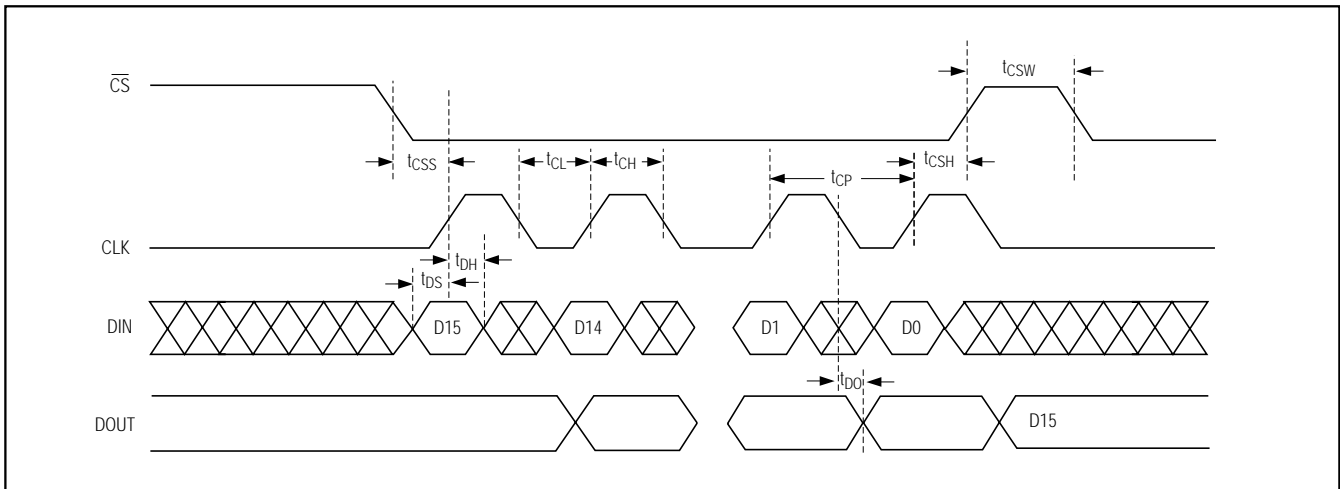 CS
tCSW
tCSS
tCL
tCH
tCSH
tCP
CLK
tDH
tDS
DIN
D15
D14
D1
D0
tDO
DOUT
D15